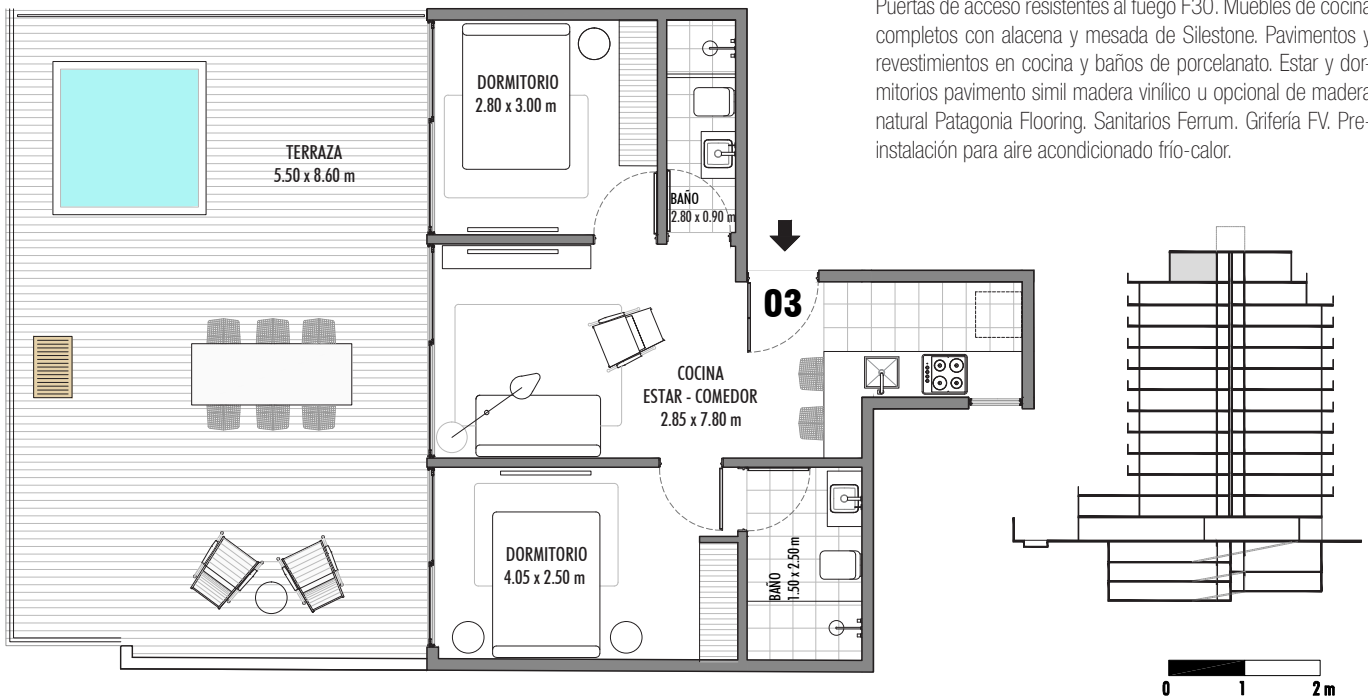 Puertas de acceso resistentes al fuego F30. Muebles de cocina
completos con alacena y mesada de Silestone. Pavimentos y
revestimientos en cocina y baños de porcelanato. Estar y dor-
mitorios pavimento simil madera vinílico u opcional de madera
natural Patagonia Flooring. Sanitarios Ferrum. Grifería FV. Pre-
instalación para aire acondicionado frío-calor.
DORMITORIO
2.80 x 3.00 m
TERRAZA
5.50 x 8.60 m
BAÑO
2.80 x 0.90 m
03
COCINA
ESTAR - COMEDOR
2.85 x 7.80 m
DORMITORIO
4.05 x 2.50 m
BAÑO
1.50 x 2.50 m
0 1 2 m